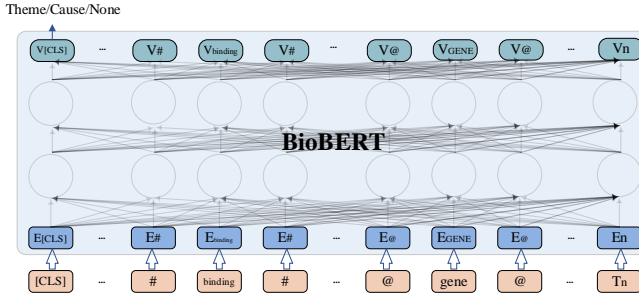 Theme/Cause/None
V[CLS] ... V# Vbinding V# ... V@ VGENE V@ ... Vn
BioBERT
E[CLS] ... E# Ebinding E# ... E@ EGENE E@ ... En
[CLS] ... # binding # ... @ gene @ ... Tn